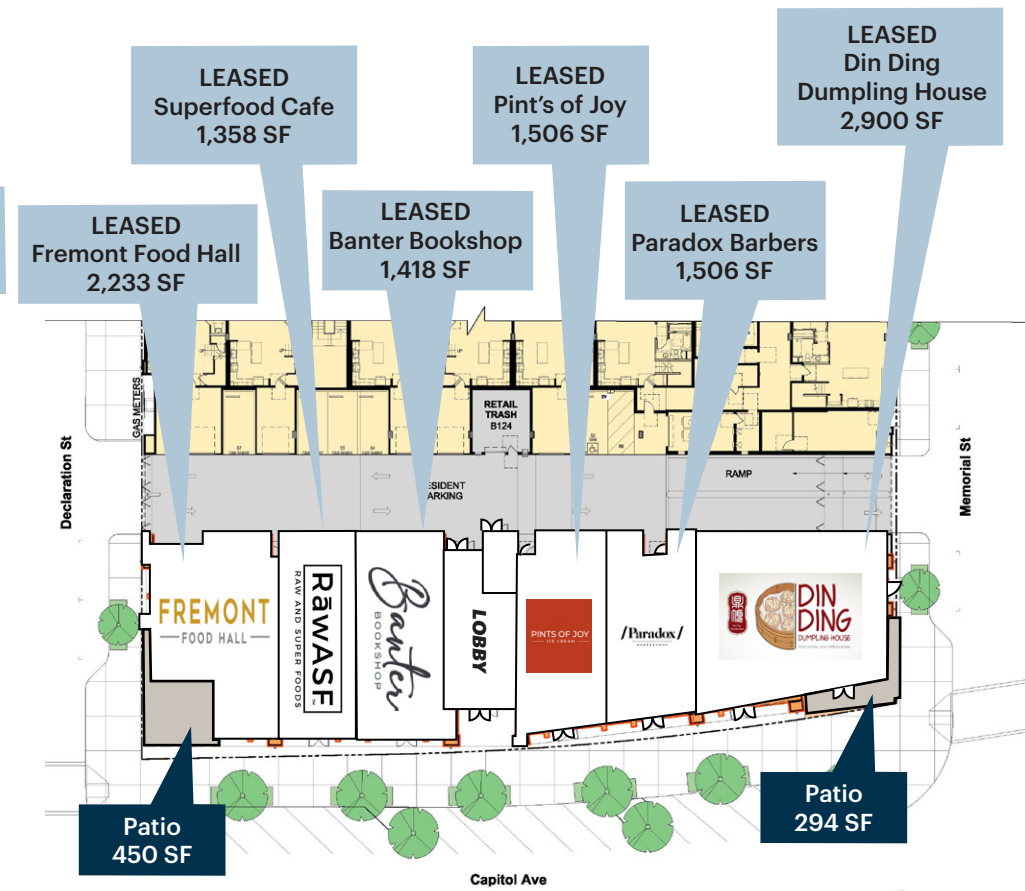 LEASED
Din Ding
Dumpling House
2,900 SF
LEASED
Superfood Cafe
1,358 SF
LEASED
Pint's of Joy
1,506 SF
LEASED
Fremont Food Hall
2,233 SF
LEASED
Banter Bookshop
1,418 SF
LEASED
Paradox Barbers
1,506 SF
GAS METERS
RETAIL
TRASH
B124
Declaration St
Memorial St
ESIDENT
ARKING
RAMP
FREMONT
FOOD HALL
RāwASF
RAW AND SUPER FOODS
Banter
BOOKSHOP
LOBBY
PINTS OF JOY
ICE CREAM
/Paradox/
鼎
DIN
DING
DUMPLING HOUSE
Patio
450 SF
Patio
294 SF
Capitol Ave